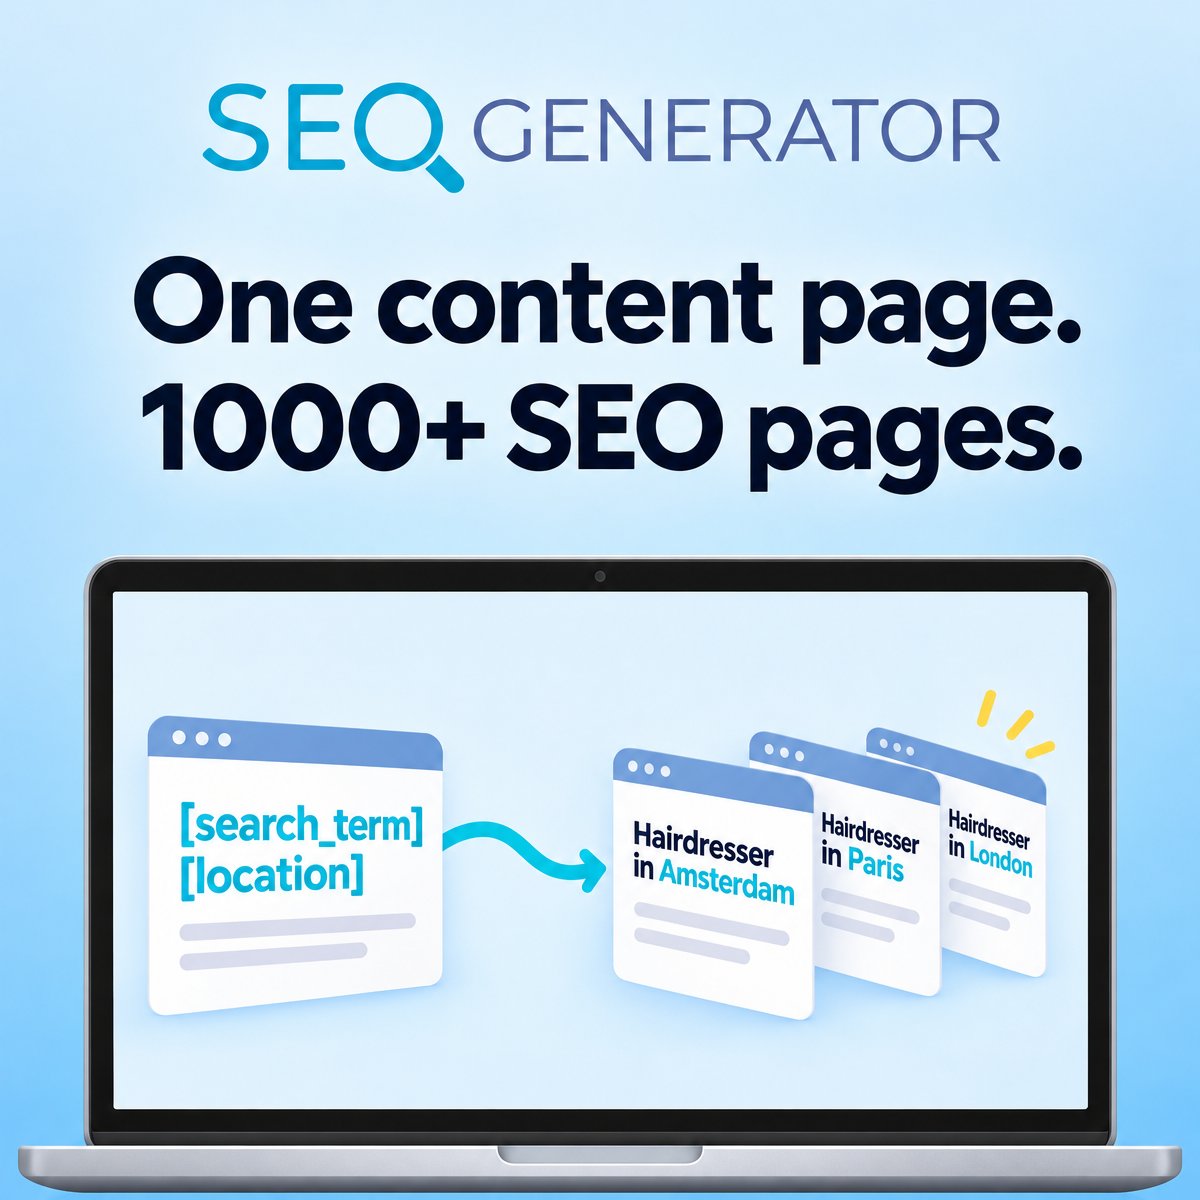 SEO GENERATOR
One content page.
1000+ SEO pages.
[search_term]
[location]
Hairdresser
in Amsterdam
Hairdresser
in Paris
Hairdresser
in London